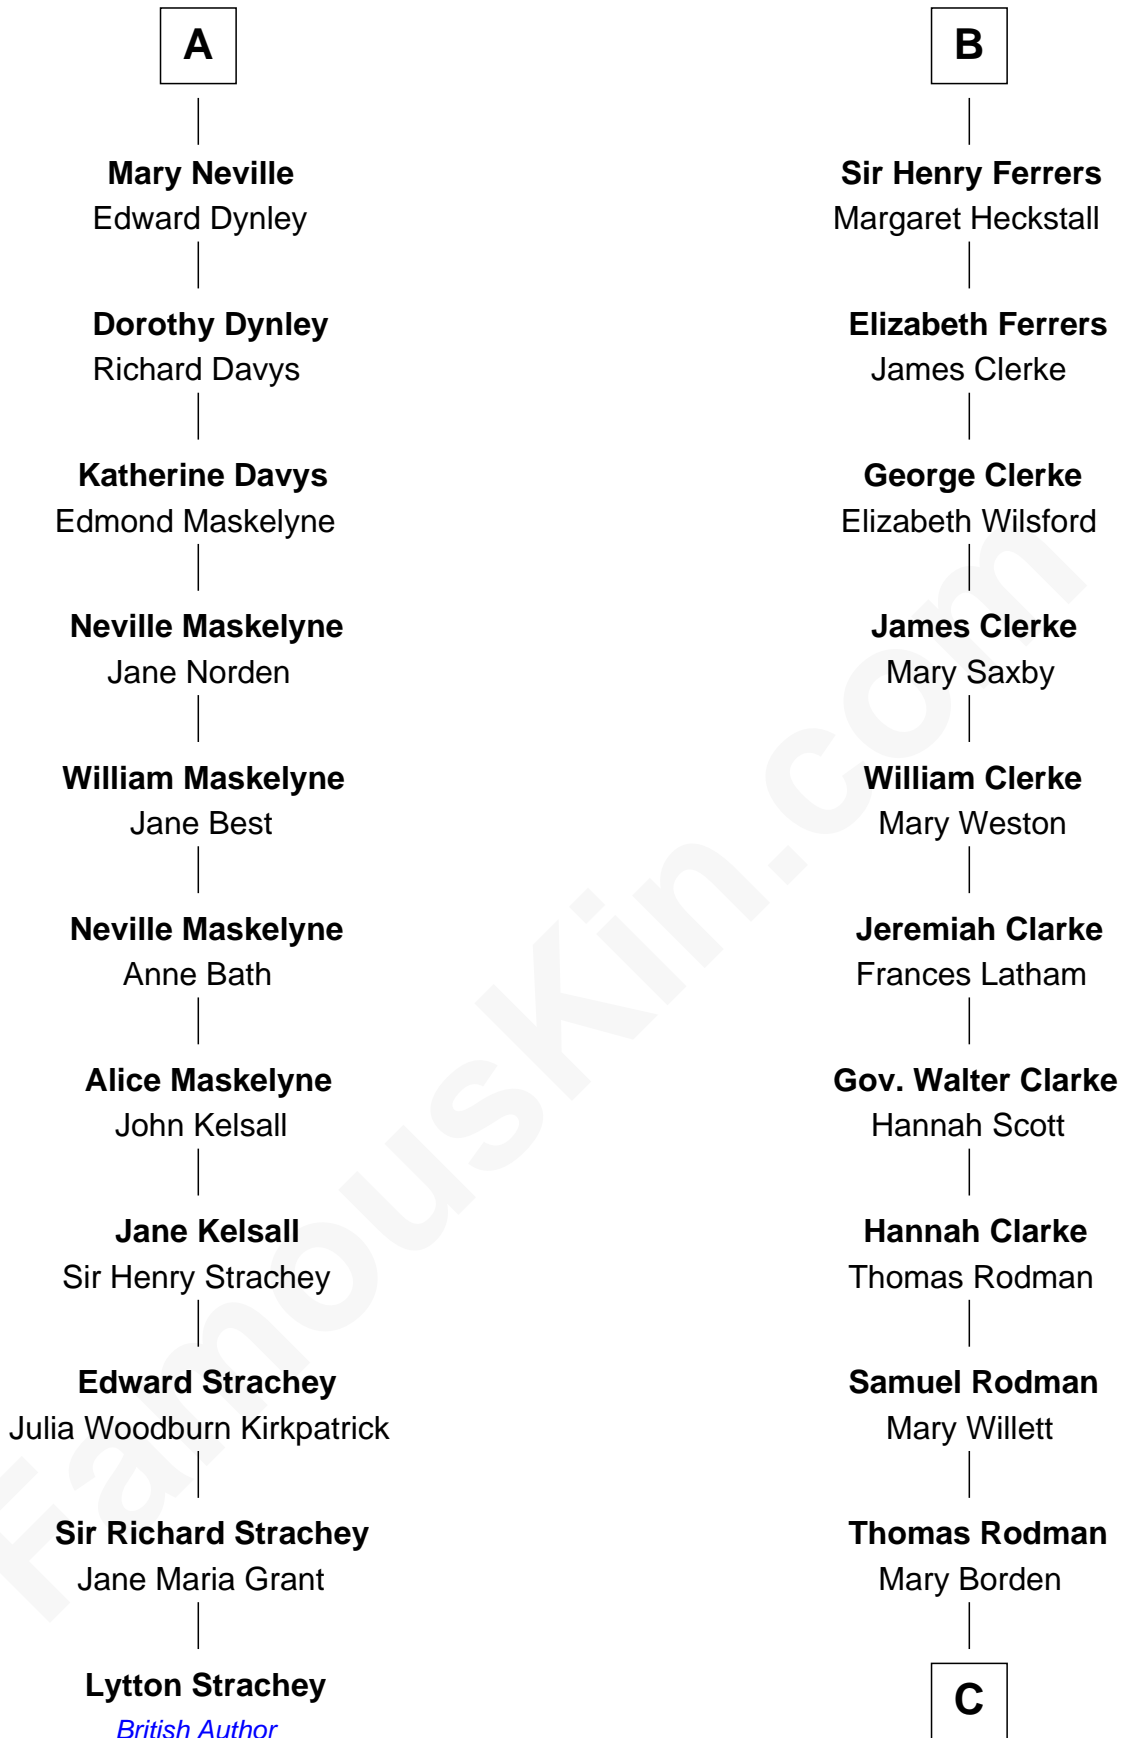 A
Mary Neville
Edward Dynley
Dorothy Dynley
Richard Davys
Katherine Davys
Edmond Maskelyne
Neville Maskelyne
Jane Norden
William Maskelyne
Jane Best
Neville Maskelyne
Anne Bath
Alice Maskelyne
John Kelsall
Jane Kelsall
Sir Henry Strachey
Edward Strachey
Julia Woodburn Kirkpatrick
Sir Richard Strachey
Jane Maria Grant
Lytton Strachey
British Author
B
Sir Henry Ferrers
Margaret Heckstall
Elizabeth Ferrers
James Clerke
George Clerke
Elizabeth Wilsford
James Clerke
Mary Saxby
William Clerke
Mary Weston
Jeremiah Clarke
Frances Latham
Gov. Walter Clarke
Hannah Scott
Hannah Clarke
Thomas Rodman
Samuel Rodman
Mary Willett
Thomas Rodman
Mary Borden
C
FamousKin.com